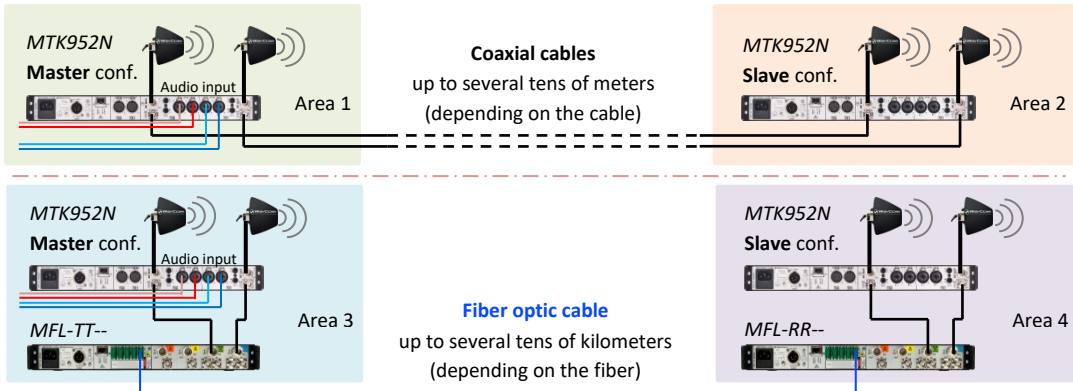 MTK952N
Master conf.
Audio input
Area 1
Coaxial cables
up to several tens of meters
(depending on the cable)
MTK952N
Slave conf.
Area 2
MTK952N
Master conf.
Audio input
Area 3
MFL-TT--
Fiber optic cable
up to several tens of kilometers
(depending on the fiber)
MTK952N
Slave conf.
Area 4
MFL-RR--